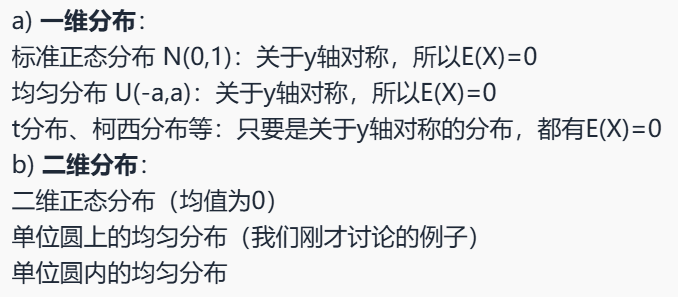 a) 一维分布：
标准正态分布 N(0,1)：关于y轴对称，所以E(X)=0
均匀分布 U(-a,a)：关于y轴对称，所以E(X)=0
t分布、柯西分布等：只要是关于y轴对称的分布，都有E(X)=0
b) 二维分布：
二维正态分布（均值为0）
单位圆上的均匀分布（我们刚才讨论的例子）
单位圆内的均匀分布